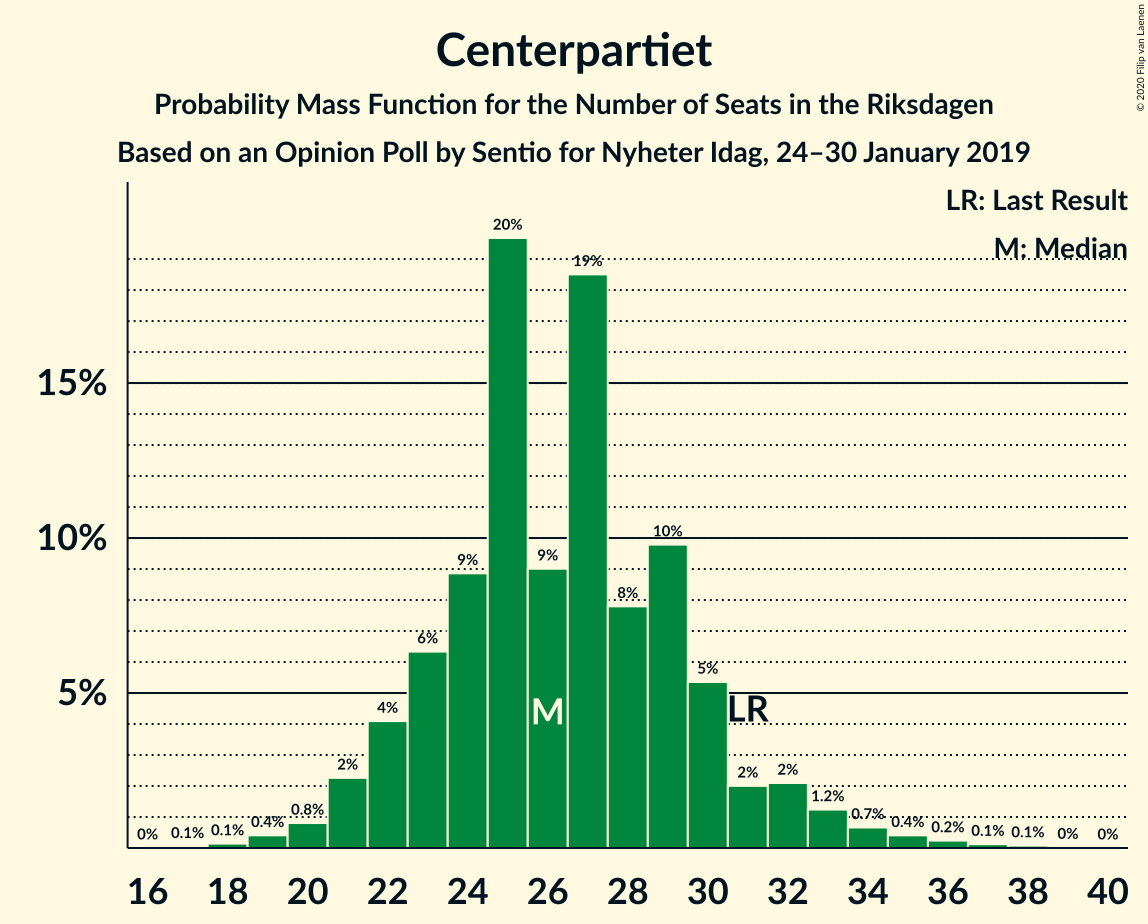 Centerpartiet
Probability Mass Function for the Number of Seats in the Riksdagen
Based on an Opinion Poll by Sentio for Nyheter Idag, 24–30 January 2019
© 2020 Filip van Laenen
LR: Last Result
M: Median
15%
10%
5%
0% 0.1% 0.1% 0.4% 0.8% 2% 4% 6% 9% 20% 9% 19% 8% 10% 5% 2% 2% 1.2% 0.7% 0.4% 0.2% 0.1% 0.1% 0% 0%
M LR
16 18 20 22 24 26 28 30 32 34 36 38 40